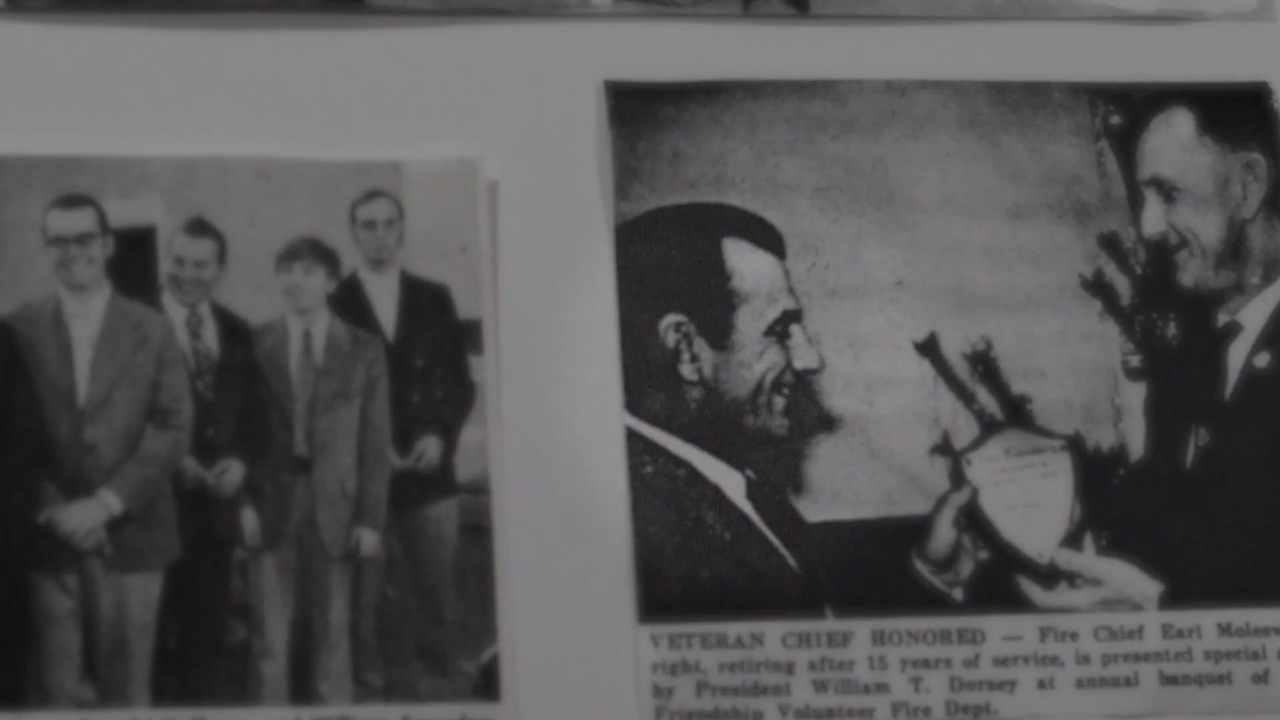 VETERAN CHIEF HONORED — Fire Chief Earl
right, retiring after 15 years of service, is presented special
by President William T. Dorsey at annual banquet of
Friendship Volunteer Fire Dept.